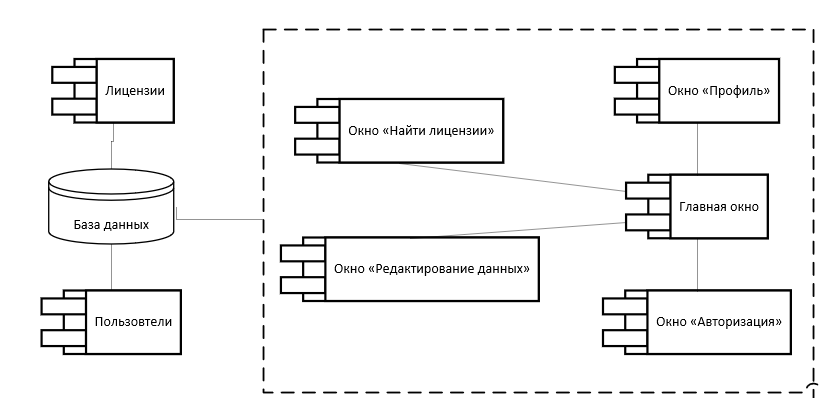 Лицензии
Окно «Профиль»
Окно «Найти лицензии»
База данных
Главная окно
Окно «Редактирование данных»
Пользовтели
Окно «Авторизация»